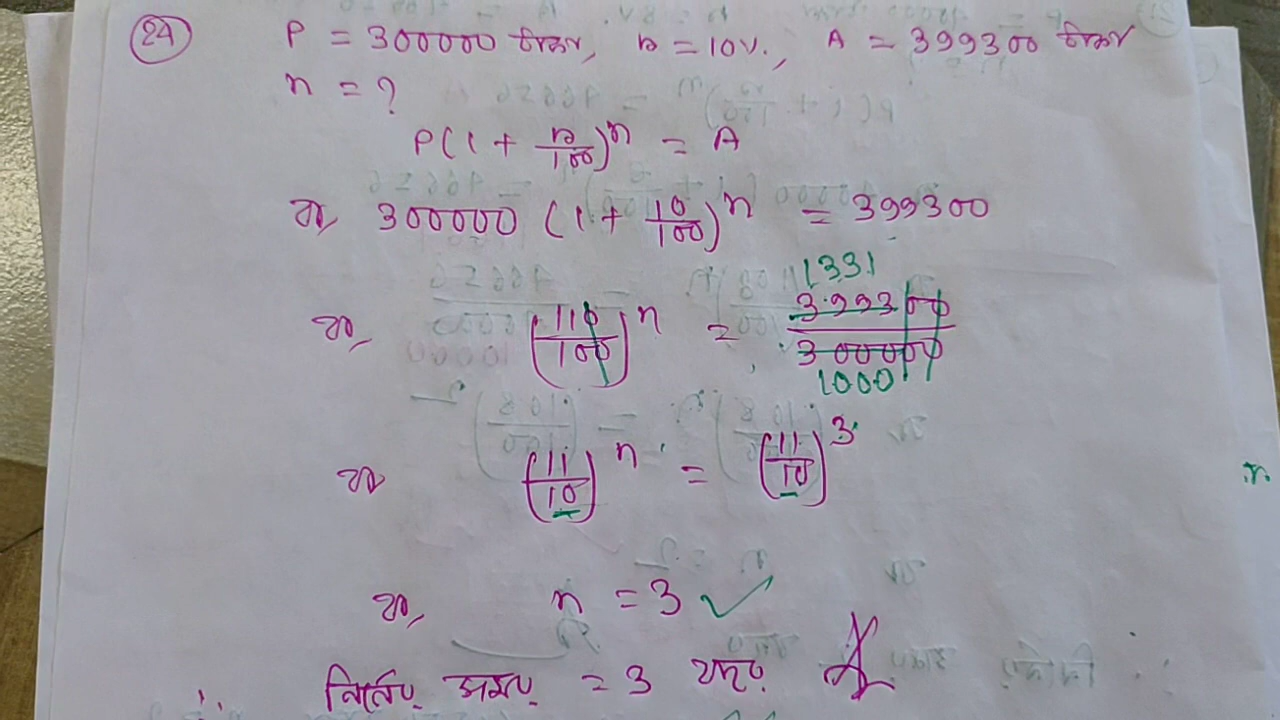 24 P = 300000 টাকা, r = 10%, A = 399300 টাকা
n = ?
P(1 + r/100)^n = A
বা, 300000 (1 + 10/100)^n = 399300
1331
বা, (110/100)^n = 399300/300000
1000
বা (11/10)^n = (11/10)^3
n
বা, n = 3 ✓
∴ নির্ণেয় সময় = 3 বছর